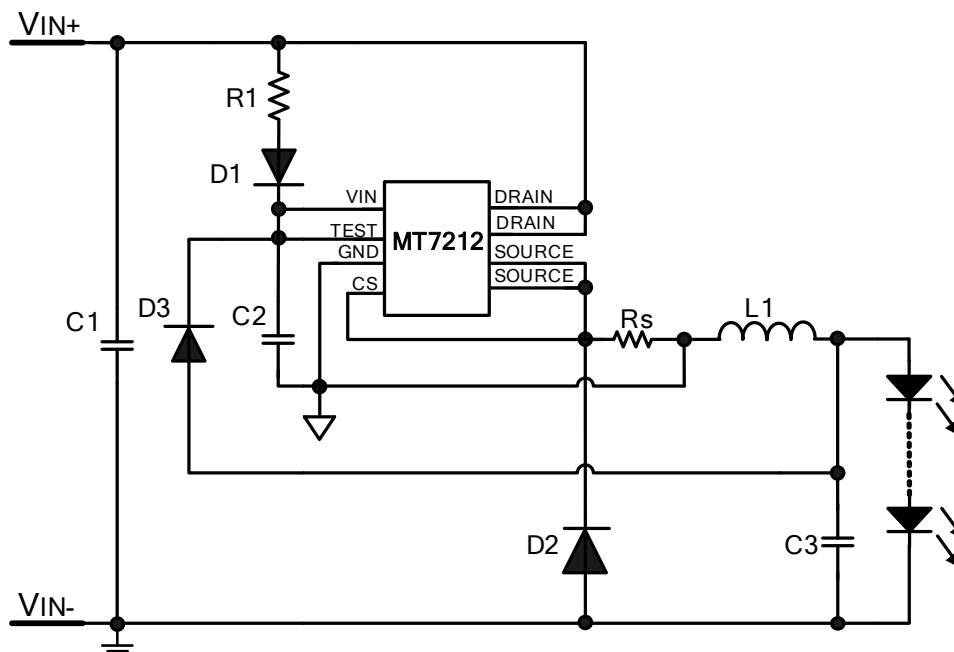 VIN+
R1
D1
VIN
TEST
GND
CS
MT7212
DRAIN
DRAIN
SOURCE
SOURCE
D3
C2
C1
Rs
L1
D2
C3
VIN-